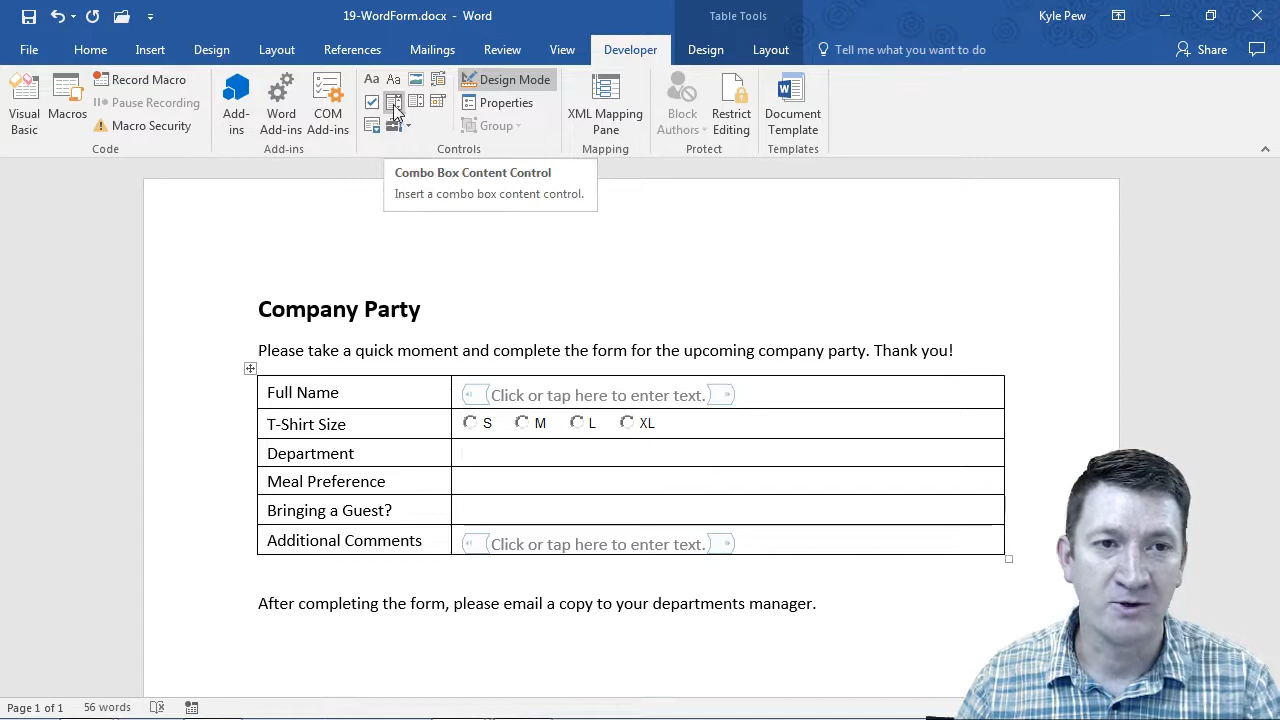 19-WordForm.docx - Word
Table Tools
Kyle Pew
File Home Insert Design Layout References Mailings Review View Developer Design Layout Tell me what you want to do Share
Visual Basic
Macros
Record Macro
Pause Recording
Macro Security
Code
Add-ins
Word Add-ins
COM Add-ins
Add-ins
Aa Aa
Design Mode
Properties
Group
Controls
XML Mapping Pane
Mapping
Block Authors
Restrict Editing
Protect
Document Template
Templates
Combo Box Content Control
Insert a combo box content control.
Company Party
Please take a quick moment and complete the form for the upcoming company party. Thank you!
Full Name Click or tap here to enter text.
T-Shirt Size S M L XL
Department
Meal Preference
Bringing a Guest?
Additional Comments Click or tap here to enter text.
After completing the form, please email a copy to your departments manager.
Page 1 of 1 56 words